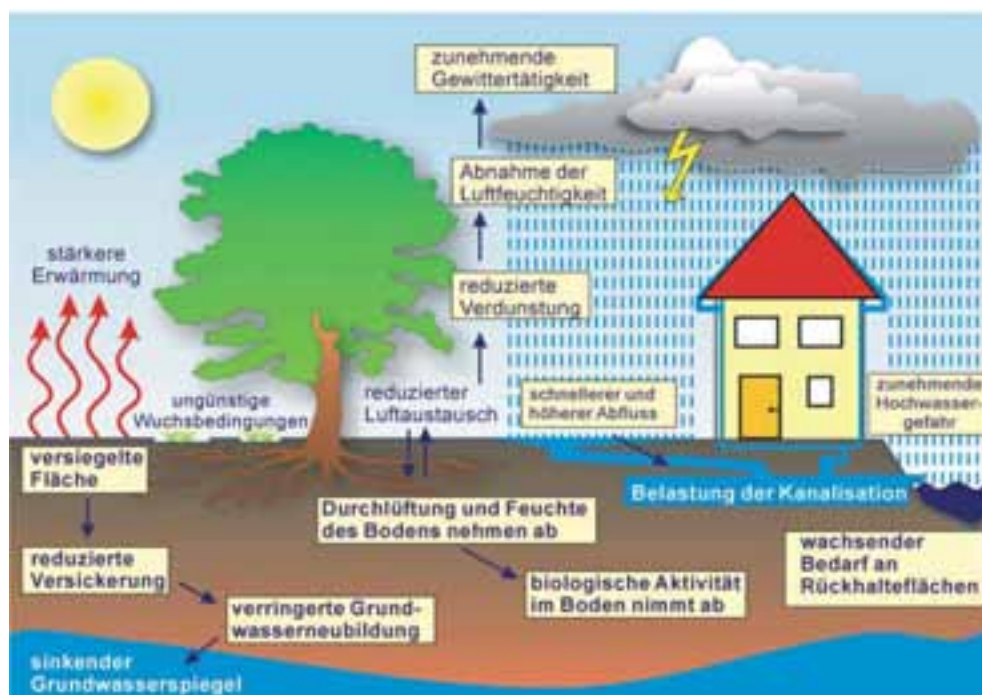 zunehmende
Gewittertätigkeit
Abnahme der
Luftfeuchtigkeit
stärkere
Erwärmung
reduzierte
Verdunstung
ungünstige
Wuchsbedingungen
reduzierter
Luftaustausch
schnellerer und
höherer Abfluss
zunehmende
Hochwasser-
gefahr
versiegelte
Fläche
Belastung der Kanalisation
Durchlüftung und Feuchte
des Bodens nehmen ab
wachsender
Bedarf an
Rückhalteflächen
reduzierte
Versickerung
biologische Aktivität
im Boden nimmt ab
verringerte Grund-
wasserneubildung
sinkender
Grundwasserspiegel